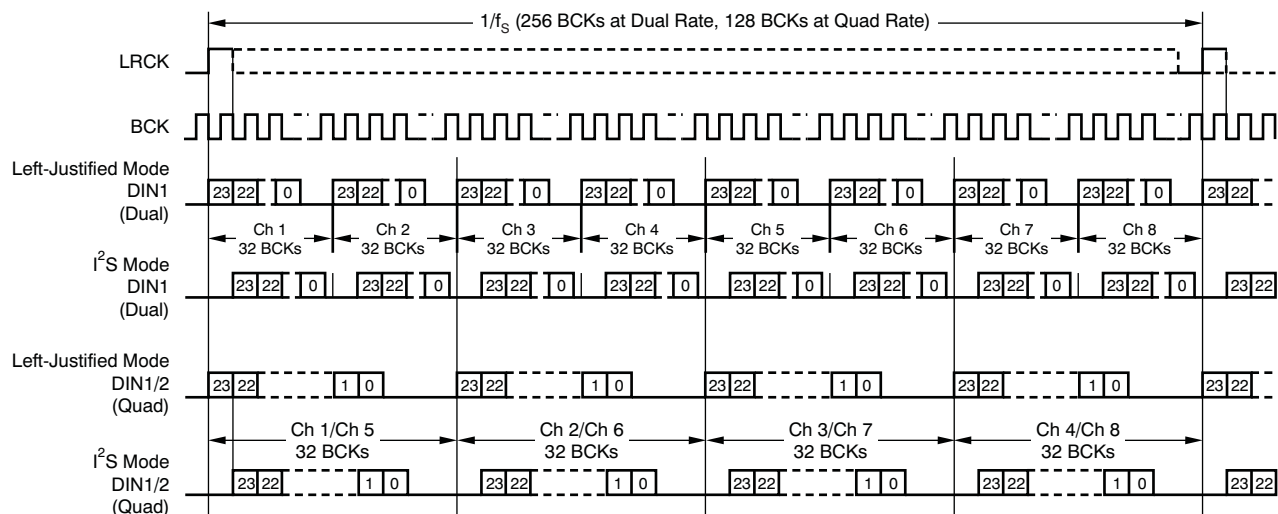 1/fS (256 BCKs at Dual Rate, 128 BCKs at Quad Rate)
LRCK
BCK
Left-Justified Mode
DIN1
(Dual)
23 22 0 23 22 0 23 22 0 23 22 0 23 22 0 23 22 0 23 22 0 23 22 0 23 22
Ch 1 Ch 2 Ch 3 Ch 4 Ch 5 Ch 6 Ch 7 Ch 8
32 BCKs 32 BCKs 32 BCKs 32 BCKs 32 BCKs 32 BCKs 32 BCKs 32 BCKs
I²S Mode
DIN1
(Dual)
23 22 0 23 22 0 23 22 0 23 22 0 23 22 0 23 22 0 23 22 0 23 22 0 23 22
Left-Justified Mode
DIN1/2
(Quad)
23 22 1 0 23 22 1 0 23 22 1 0 23 22 1 0 23 22
Ch 1/Ch 5 Ch 2/Ch 6 Ch 3/Ch 7 Ch 4/Ch 8
32 BCKs 32 BCKs 32 BCKs 32 BCKs
I²S Mode
DIN1/2
(Quad)
23 22 1 0 23 22 1 0 23 22 1 0 23 22 1 0 23 22